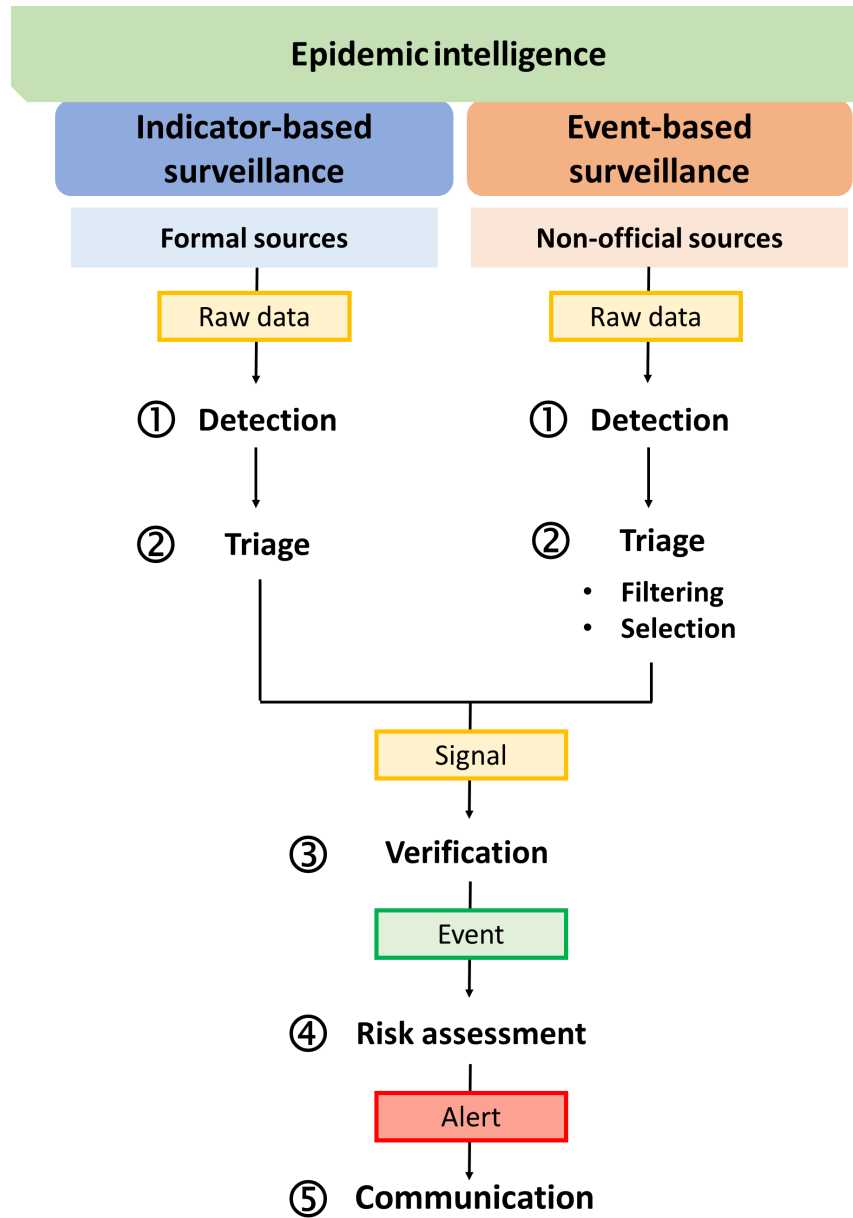 Epidemic intelligence
Indicator-based
surveillance
Event-based
surveillance
Formal sources
Non-official sources
Raw data
Raw data
① Detection
① Detection
② Triage
② Triage
• Filtering
• Selection
Signal
③ Verification
Event
④ Risk assessment
Alert
⑤ Communication